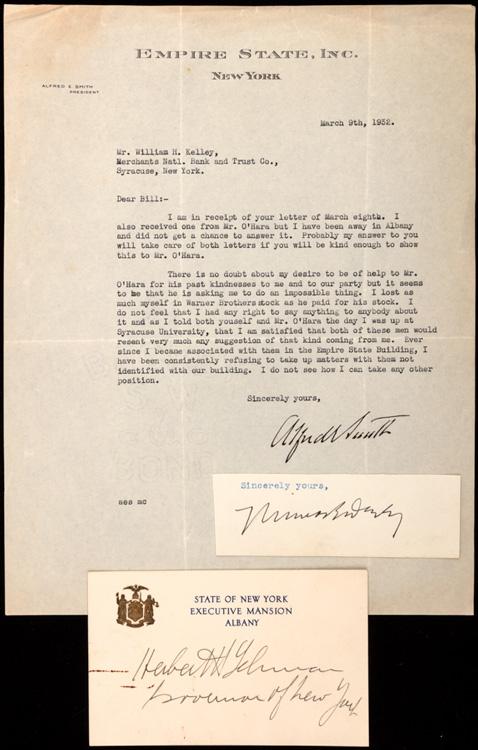 EMPIRE STATE, INC.
NEW YORK
ALFRED E. SMITH
PRESIDENT
March 9th, 1932.
Mr. William H. Kelley,
Merchants Natl. Bank and Trust Co.,
Syracuse, New York.
Dear Bill:-
I am in receipt of your letter of March eighth. I
also received one from Mr. O'Hara but I have been away in Albany
and did not get a chance to answer it. Probably my answer to you
will take care of both letters if you will be kind enough to show
this to Mr. O'Hara.
There is no doubt about my desire to be of help to Mr.
O'Hara for his past kindnesses to me and to our party but it seems
to me that he is asking me to do an impossible thing. I lost as
much myself in Warner Brothers stock as he paid for his stock. I
do not feel that I had any right to say anything to anybody about
it and as I told both youself and Mr. O'Hara the day I was up at
Syracuse University, that I am satisfied that both of these men would
resent very much any suggestion of that kind coming from me. Ever
since I became associated with them in the Empire State Building, I
have been consistently refusing to take up matters with them not
identified with our building. I do not see how I can take any other
position.
Sincerely yours,
Alfred E Smith
aes mc
Sincerely yours,
STATE OF NEW YORK
EXECUTIVE MANSION
ALBANY
Herbert H Lehman
Governor of New York